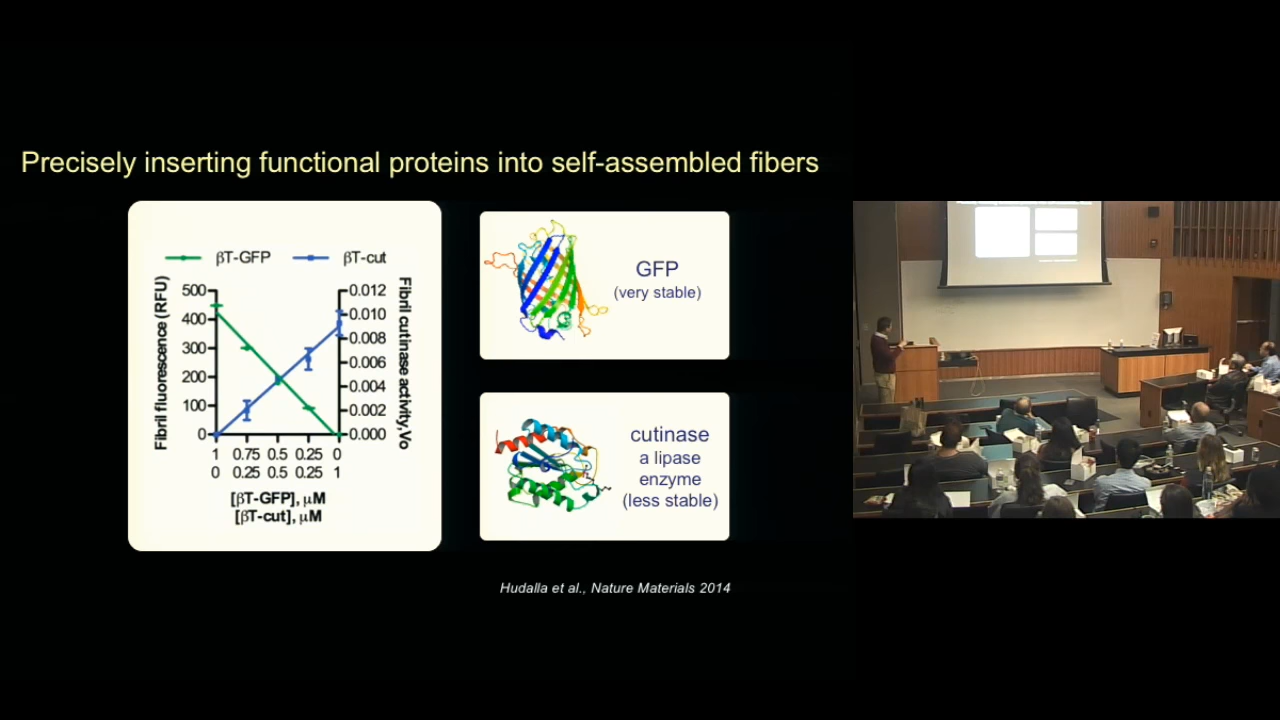 Precisely inserting functional proteins into self-assembled fibers
βT-GFP
βT-cut
Fibril fluorescence (RFU)
500
400
300
200
100
0
0.012
0.010
0.008
0.006
0.004
0.002
0.000
Fibril cutinase activity,Vo
1 0.75 0.5 0.25 0
0 0.25 0.5 0.25 1
[βT-GFP], μM
[βT-cut], μM
GFP
(very stable)
cutinase
a lipase
enzyme
(less stable)
Hudalla et al., Nature Materials 2014